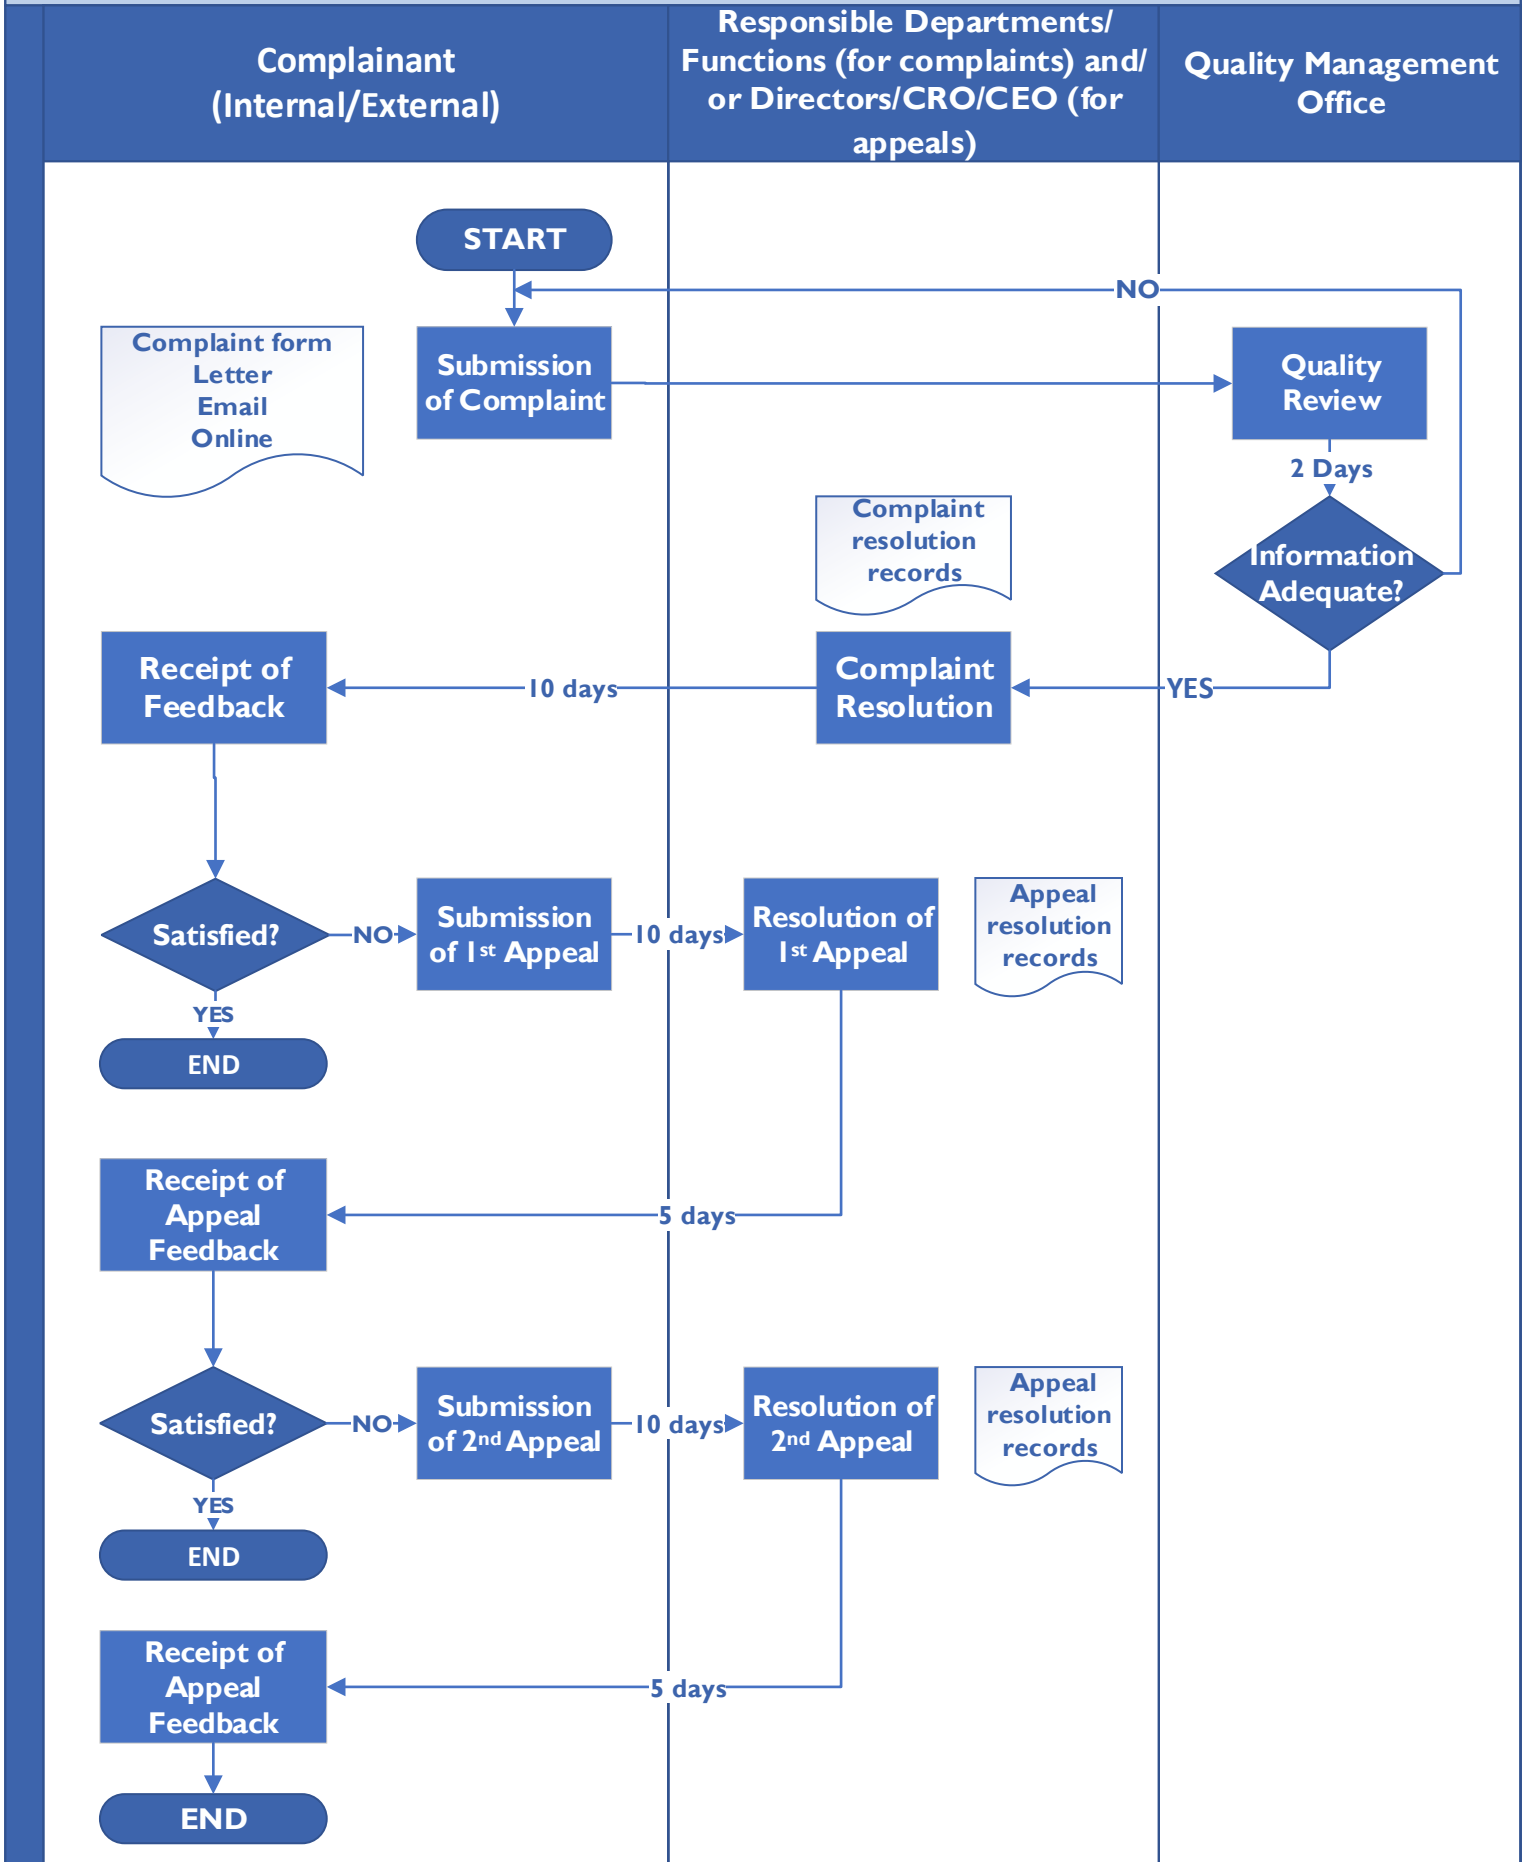 Complainant
(Internal/External)
Responsible Departments/
Functions (for complaints) and/
or Directors/CRO/CEO (for
appeals)
Quality Management
Office
START
NO
Complaint form
Letter
Email
Online
Submission
of Complaint
Quality
Review
2 Days
Complaint
resolution
records
Information
Adequate?
Receipt of
Feedback
10 days
Complaint
Resolution
YES
Satisfied?
NO
Submission
of 1st Appeal
10 days
Resolution of
1st Appeal
Appeal
resolution
records
YES
END
Receipt of
Appeal
Feedback
5 days
Satisfied?
NO
Submission
of 2nd Appeal
10 days
Resolution of
2nd Appeal
Appeal
resolution
records
YES
END
Receipt of
Appeal
Feedback
5 days
END